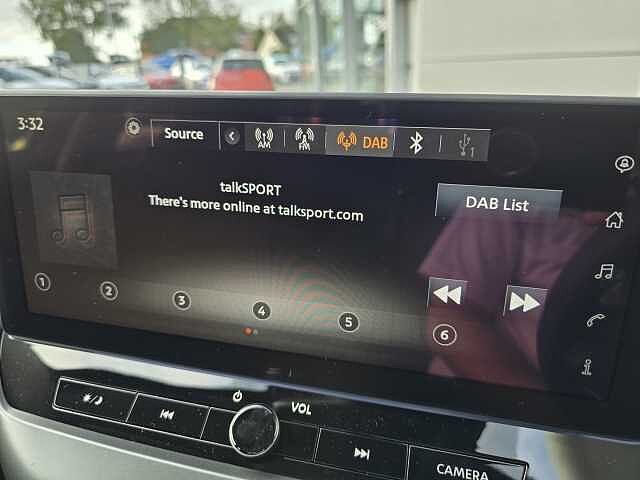 3:32
Source
AM
FM
DAB
1
talkSPORT
There's more online at talksport.com
DAB List
1
2
3
4
5
6
VOL
CAMERA